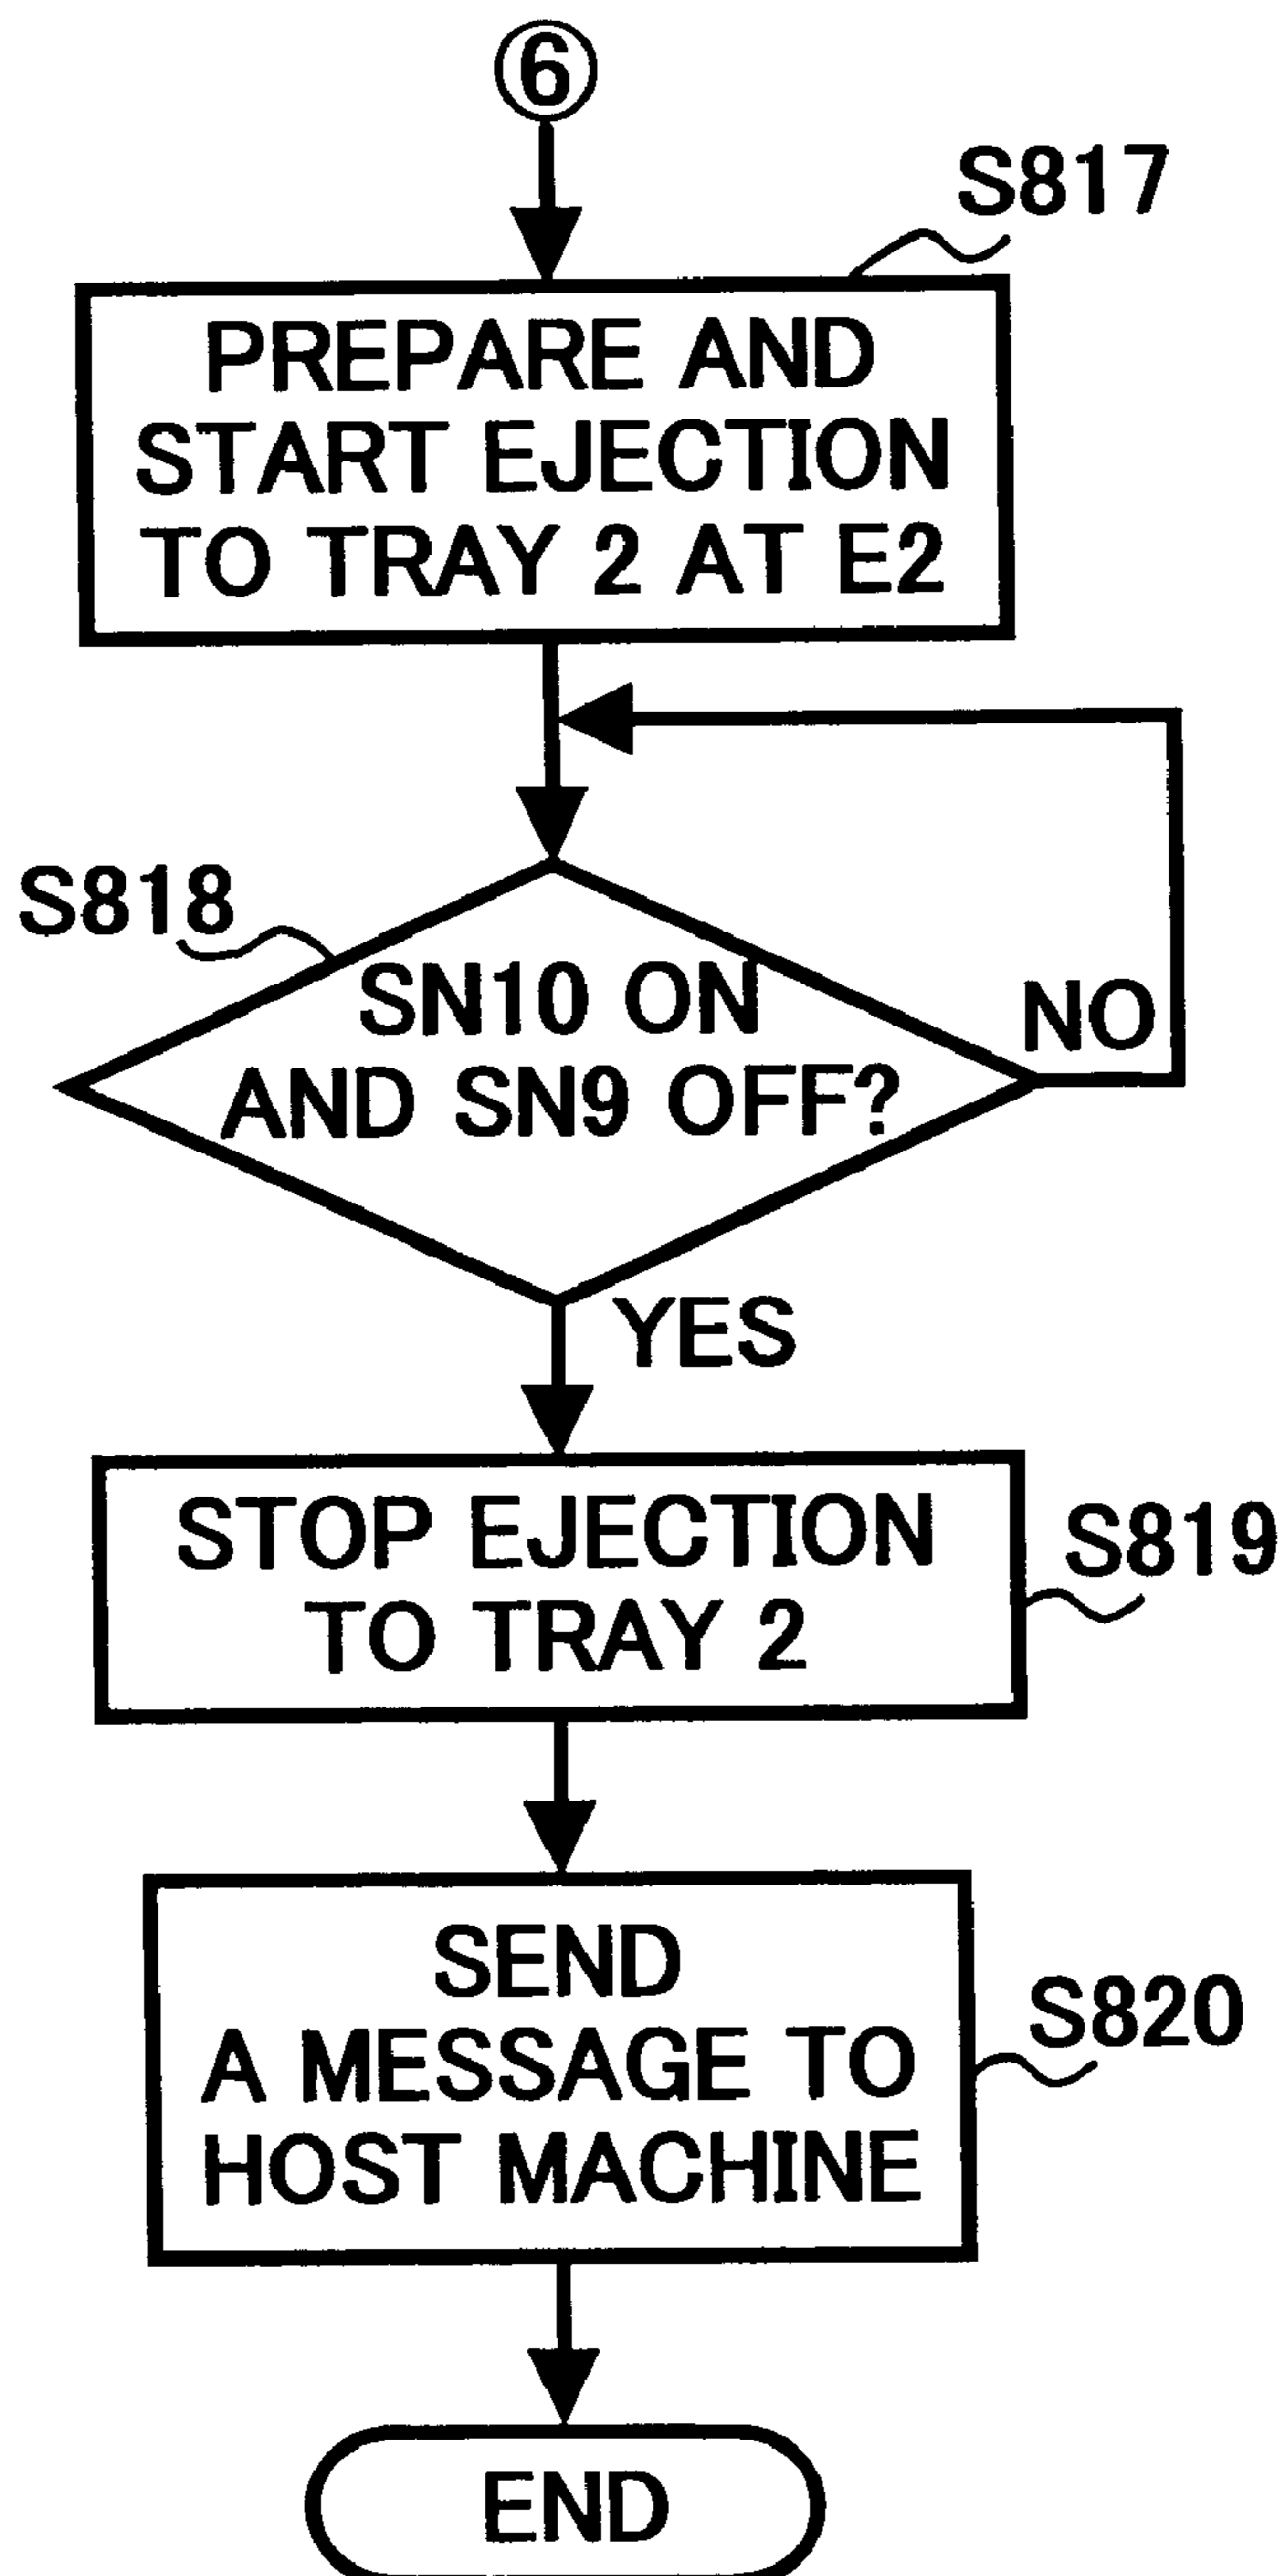 6
S817
PREPARE AND
START EJECTION
TO TRAY 2 AT E2
S818
SN10 ON
AND SN9 OFF?
NO
YES
STOP EJECTION
TO TRAY 2
S819
SEND
A MESSAGE TO
HOST MACHINE
S820
END